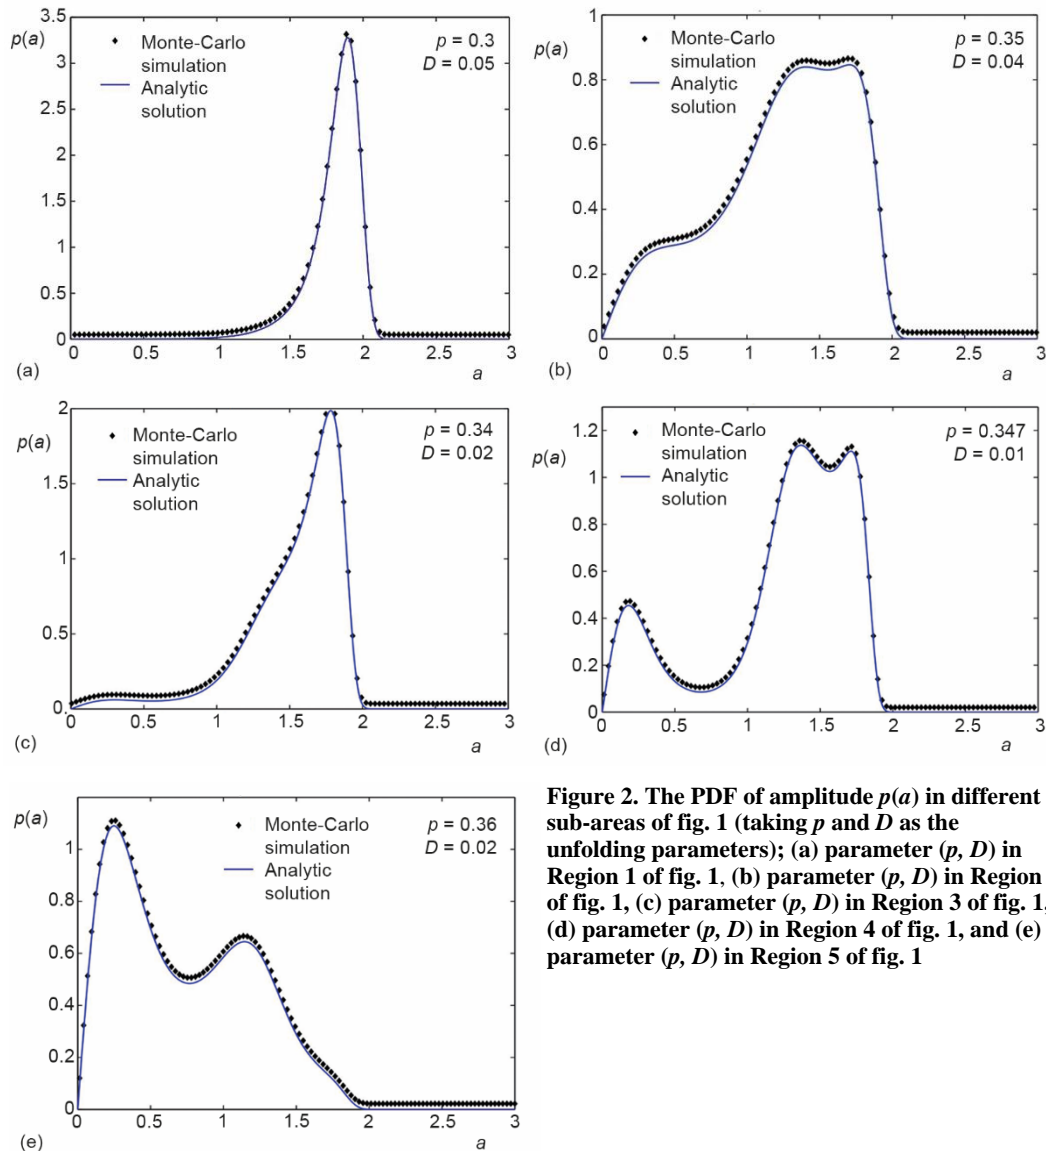 3.5
p(a)
3
2.5
2
1.5
1
0.5
0
Monte-Carlo
simulation
Analytic
solution
p = 0.3
D = 0.05
0.5
1
1.5
2
2.5
3
(a)
a
p(a)
1
0.8
0.6
0.4
0.2
0
Monte-Carlo
simulation
Analytic
solution
p = 0.35
D = 0.04
0
0.5
1
1.5
2
2.5
3
(b)
a
2
p(a)
1.5
1
0.5
0.
Monte-Carlo
simulation
Analytic
solution
p = 0.34
D = 0.02
0
0.5
1
1.5
2
2.5
3
(c)
a
1.2
p(a)
1
0.8
0.6
0.4
0.2
0
Monte-Carlo
simulation
Analytic
solution
p = 0.347
D = 0.01
0
0.5
1
1.5
2
2.5
3
(d)
a
p(a)
1
0.8
0.6
0.4
0.2
0
Monte-Carlo
simulation
Analytic
solution
p = 0.36
D = 0.02
0
0.5
1
1.5
2
2.5
3
(e)
a
Figure 2. The PDF of amplitude p(a) in different
sub-areas of fig. 1 (taking p and D as the
unfolding parameters); (a) parameter (p, D) in
Region 1 of fig. 1, (b) parameter (p, D) in Region
of fig. 1, (c) parameter (p, D) in Region 3 of fig. 1,
(d) parameter (p, D) in Region 4 of fig. 1, and (e)
parameter (p, D) in Region 5 of fig. 1